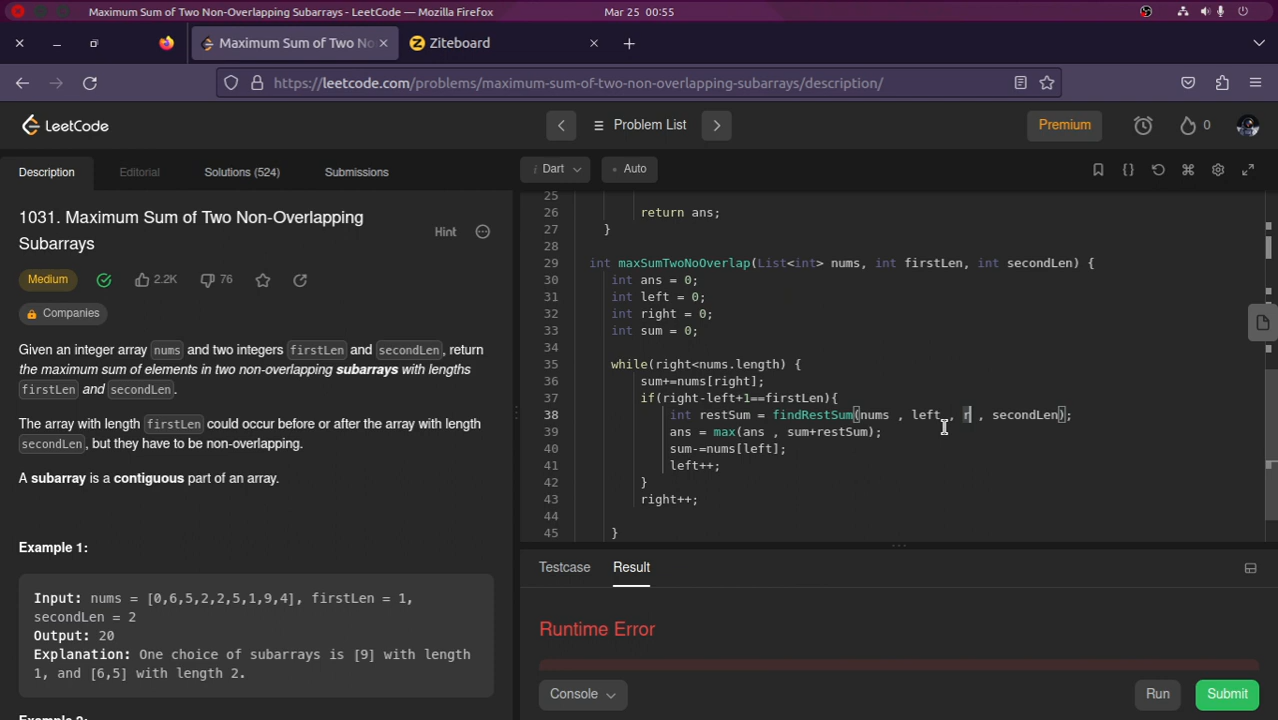 Maximum Sum of Two Non-Overlapping Subarrays - LeetCode — Mozilla Firefox
Mar 25 00:55
Maximum Sum of Two No
Ziteboard
https://leetcode.com/problems/maximum-sum-of-two-non-overlapping-subarrays/description/
LeetCode
Problem List
Premium
0
Description
Editorial
Solutions (524)
Submissions
i Dart
Auto
1031. Maximum Sum of Two Non-Overlapping
Subarrays
Hint
Medium
2.2K
76
Companies
Given an integer array nums and two integers firstLen and secondLen, return
the maximum sum of elements in two non-overlapping subarrays with lengths
firstLen and secondLen.
The array with length firstLen could occur before or after the array with length
secondLen, but they have to be non-overlapping.
A subarray is a contiguous part of an array.
Example 1:
Input: nums = [0,6,5,2,2,5,1,9,4], firstLen = 1,
secondLen = 2
Output: 20
Explanation: One choice of subarrays is [9] with length
1, and [6,5] with length 2.
Example 2:
25
26 return ans;
27 }
28
29 int maxSumTwoNoOverlap(List<int> nums, int firstLen, int secondLen) {
30 int ans = 0;
31 int left = 0;
32 int right = 0;
33 int sum = 0;
34
35 while(right<nums.length) {
36 sum+=nums[right];
37 if(right-left+1==firstLen){
38 int restSum = findRestSum(nums , left , r , secondLen);
39 ans = max(ans , sum+restSum);
40 sum-=nums[left];
41 left++;
42 }
43 right++;
44
45 }
Testcase
Result
Runtime Error
Console
Run
Submit